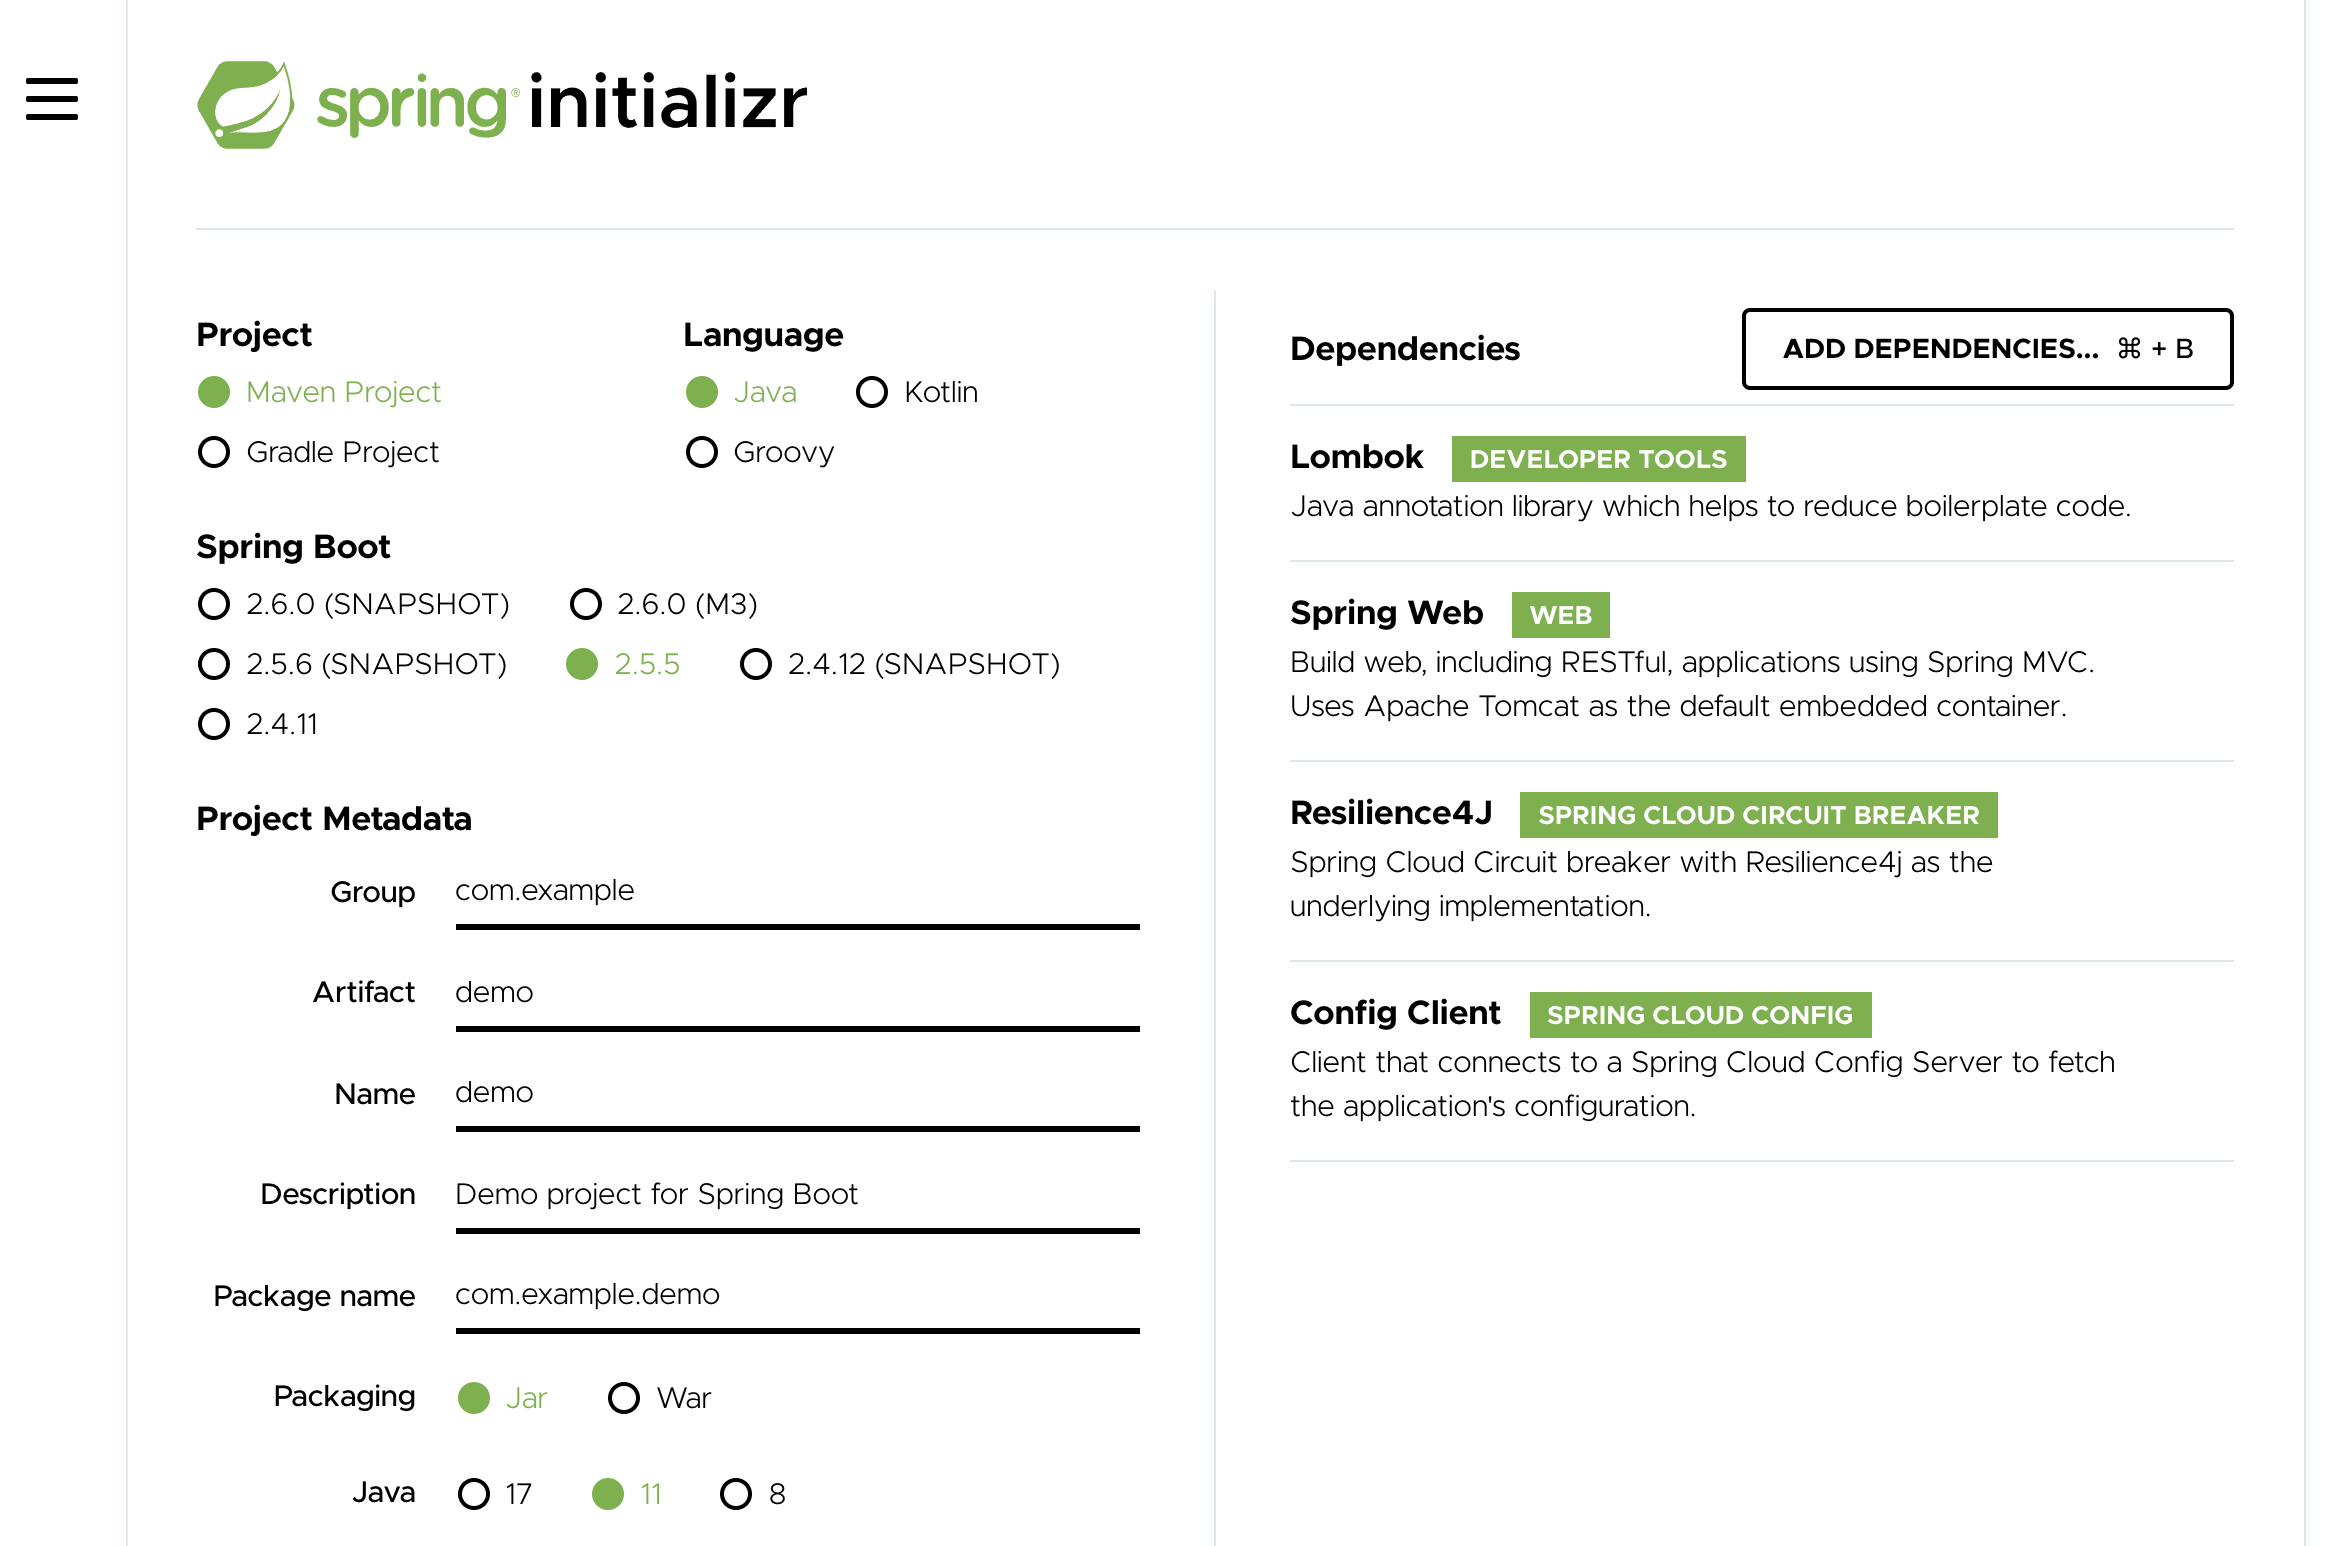 spring® initializr
Project
Maven Project
Gradle Project
Language
Java Kotlin
Groovy
Spring Boot
2.6.0 (SNAPSHOT) 2.6.0 (M3)
2.5.6 (SNAPSHOT) 2.5.5 2.4.12 (SNAPSHOT)
2.4.11
Project Metadata
Group com.example
Artifact demo
Name demo
Description Demo project for Spring Boot
Package name com.example.demo
Packaging Jar War
Java 17 11 8
Dependencies ADD DEPENDENCIES... ⌘ + B
Lombok DEVELOPER TOOLS
Java annotation library which helps to reduce boilerplate code.
Spring Web WEB
Build web, including RESTful, applications using Spring MVC.
Uses Apache Tomcat as the default embedded container.
Resilience4J SPRING CLOUD CIRCUIT BREAKER
Spring Cloud Circuit breaker with Resilience4j as the
underlying implementation.
Config Client SPRING CLOUD CONFIG
Client that connects to a Spring Cloud Config Server to fetch
the application's configuration.